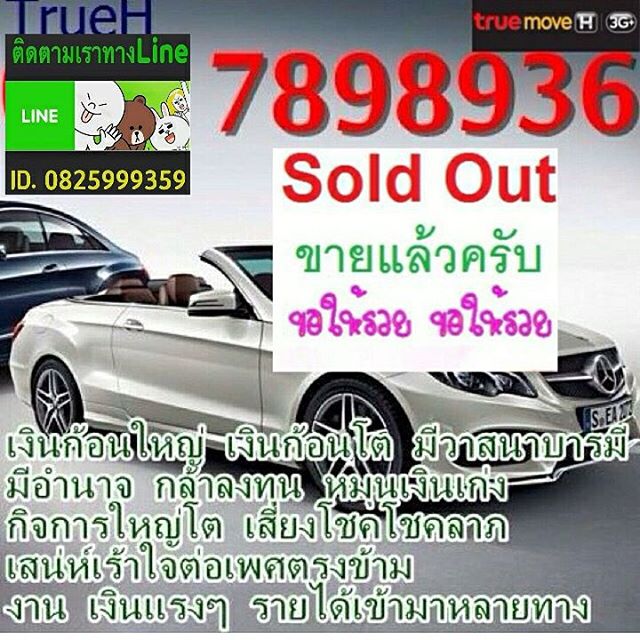 TrueH
truemove H 3G+
ติดตามเราทางLine
LINE
ID. 0825999359
7898936
Sold Out
ขายแล้วครับ
ขอให้รวย ขอให้รวย
เงินก้อนใหญ่ เงินก้อนโต มีวาสนาบารมี
มีอำนาจ กล้าลงทุน หมุนเงินเก่ง
กิจการใหญ่โต เสี่ยงโชคโชคลาภ
เสน่ห์เร้าใจต่อเพศตรงข้าม
งาน เงินแรงๆ รายได้เข้ามาหลายทาง